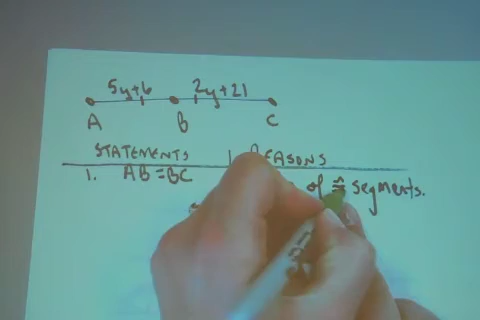 5y+6 2y+21
A B C
STATEMENTS REASONS
1. AB = BC of ≅ segments.